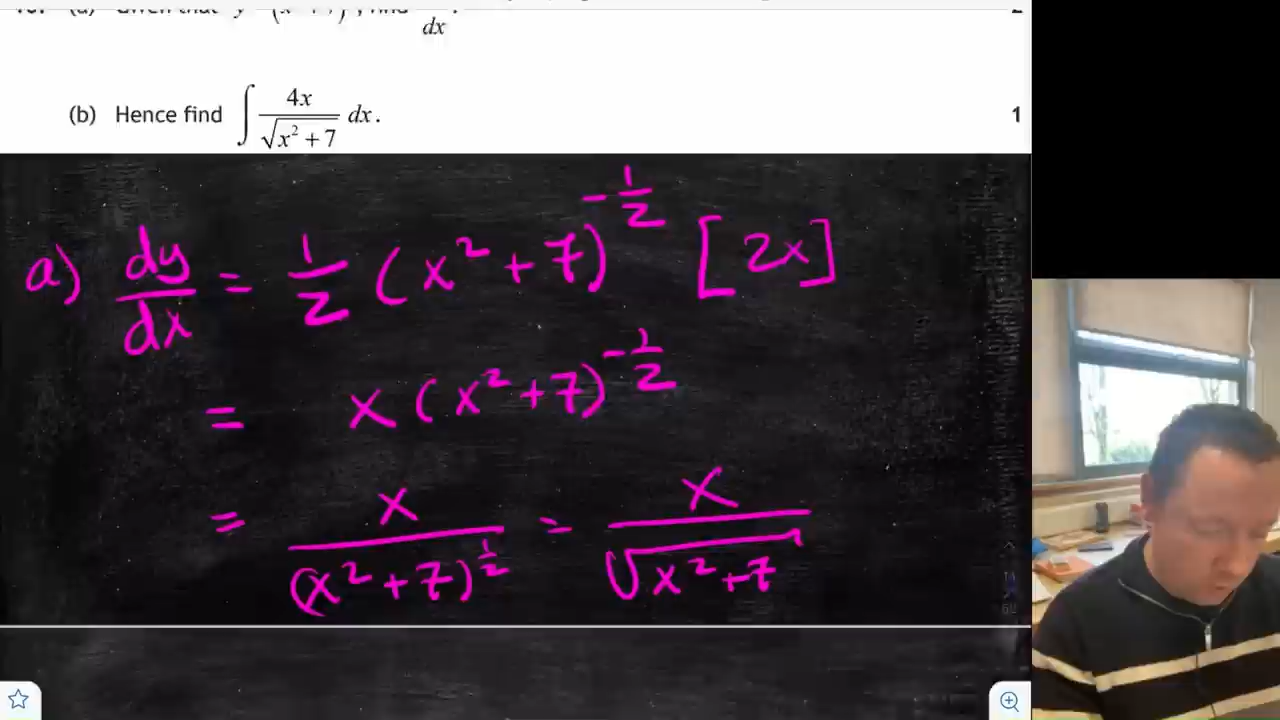 dx
(b) Hence find ∫ 4x / √(x² + 7) dx. 1
a) dy/dx = 1/2 (x² + 7)^(-1/2) [2x]
= x (x² + 7)^(-1/2)
= x / (x² + 7)^(1/2) = x / √(x² + 7)